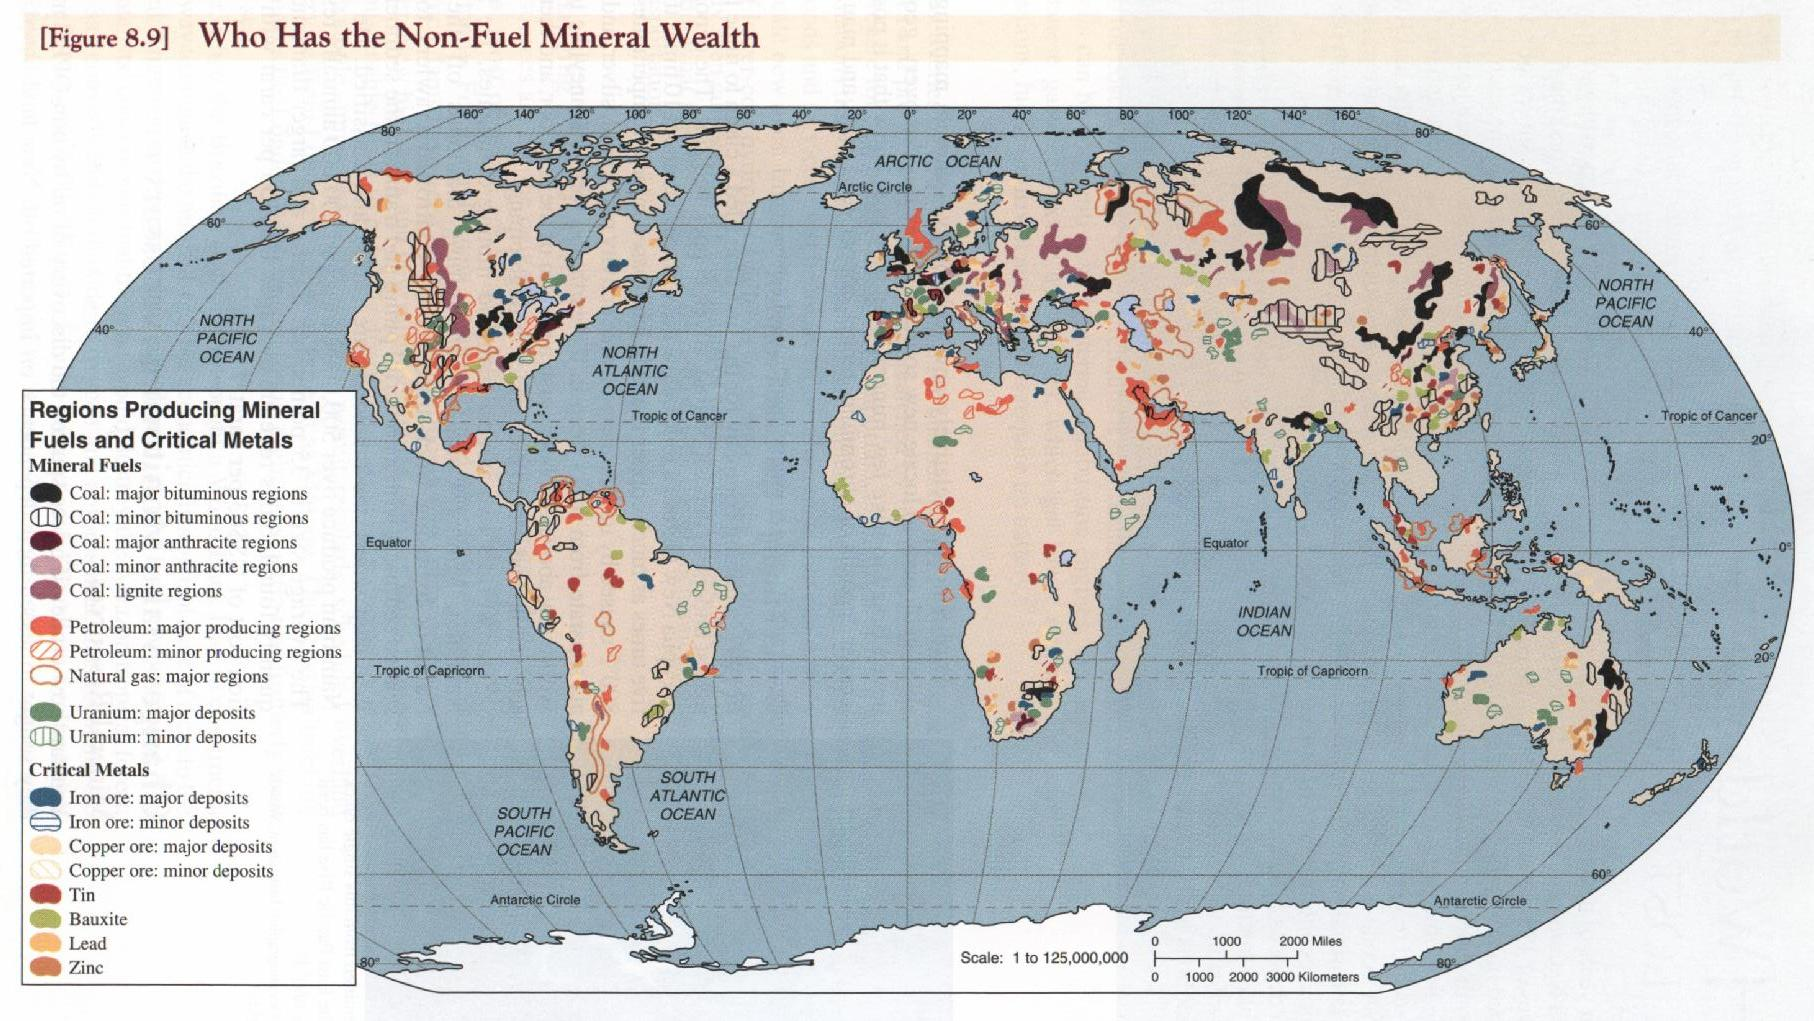 [Figure 8.9] Who Has the Non-Fuel Mineral Wealth
160° 140° 120° 100° 80° 60° 40° 20° 0° 20° 40° 60° 80° 100° 120° 140° 160°
80° 80°
ARCTIC OCEAN
Arctic Circle
60° 60°
NORTH
PACIFIC
OCEAN
NORTH
PACIFIC
OCEAN
40° 40°
NORTH
ATLANTIC
OCEAN
Tropic of Cancer Tropic of Cancer
20°
Equator Equator 0°
INDIAN
OCEAN
Tropic of Capricorn Tropic of Capricorn 20°
SOUTH
ATLANTIC
OCEAN
SOUTH
PACIFIC
OCEAN
60°
Antarctic Circle Antarctic Circle
80° 80°
Scale: 1 to 125,000,000
0 1000 2000 Miles
0 1000 2000 3000 Kilometers
Regions Producing Mineral
Fuels and Critical Metals
Mineral Fuels
Coal: major bituminous regions
Coal: minor bituminous regions
Coal: major anthracite regions
Coal: minor anthracite regions
Coal: lignite regions
Petroleum: major producing regions
Petroleum: minor producing regions
Natural gas: major regions
Uranium: major deposits
Uranium: minor deposits
Critical Metals
Iron ore: major deposits
Iron ore: minor deposits
Copper ore: major deposits
Copper ore: minor deposits
Tin
Bauxite
Lead
Zinc